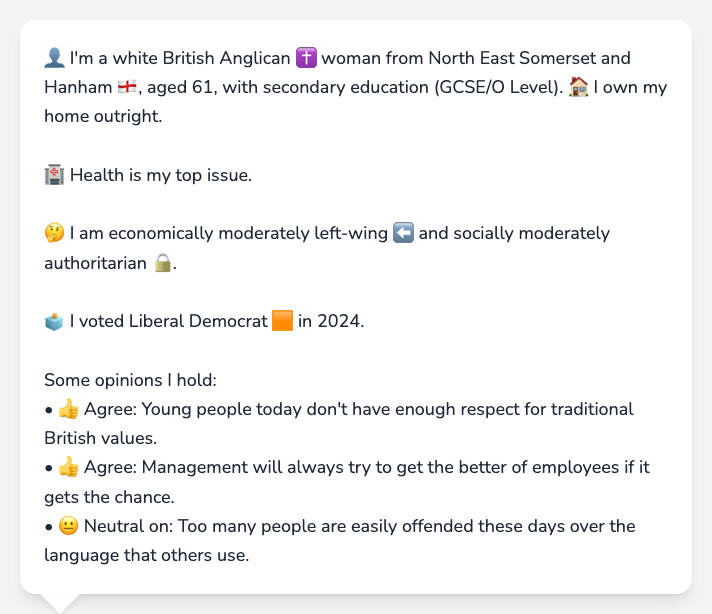 👤 I'm a white British Anglican ✝️ woman from North East Somerset and
Hanham 🏴󠁧󠁢󠁥󠁮󠁧󠁿, aged 61, with secondary education (GCSE/O Level). 🏠 I own my
home outright.
🏥 Health is my top issue.
🤔 I am economically moderately left-wing ⬅️ and socially moderately
authoritarian 🔒.
🗳️ I voted Liberal Democrat 🟧 in 2024.
Some opinions I hold:
• 👍 Agree: Young people today don't have enough respect for traditional
British values.
• 👍 Agree: Management will always try to get the better of employees if it
gets the chance.
• 😐 Neutral on: Too many people are easily offended these days over the
language that others use.